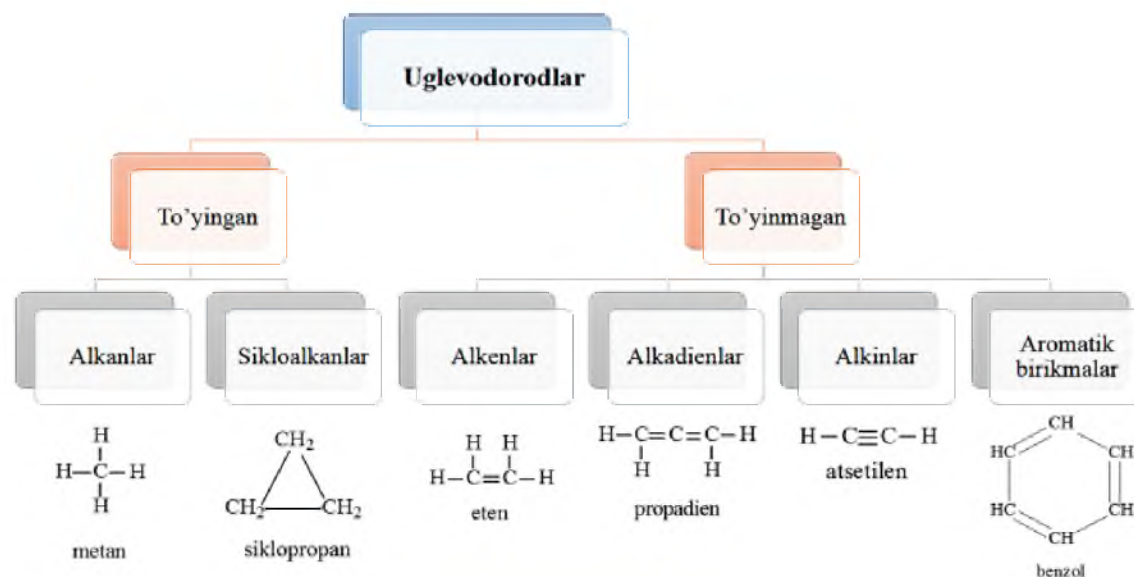 Uglevodorodlar
To’yingan
To’yinmagan
Alkanlar
Sikloalkanlar
Alkenlar
Alkadienlar
Alkinlar
Aromatik
birikmalar
H
H–C–H
H
metan
CH₂
CH₂ CH₂
siklopropan
H H
H–C=C–H
eten
H–C=C=C–H
H H
propadien
H–C≡C–H
atsetilen
CH
HC CH
HC CH
CH
benzol